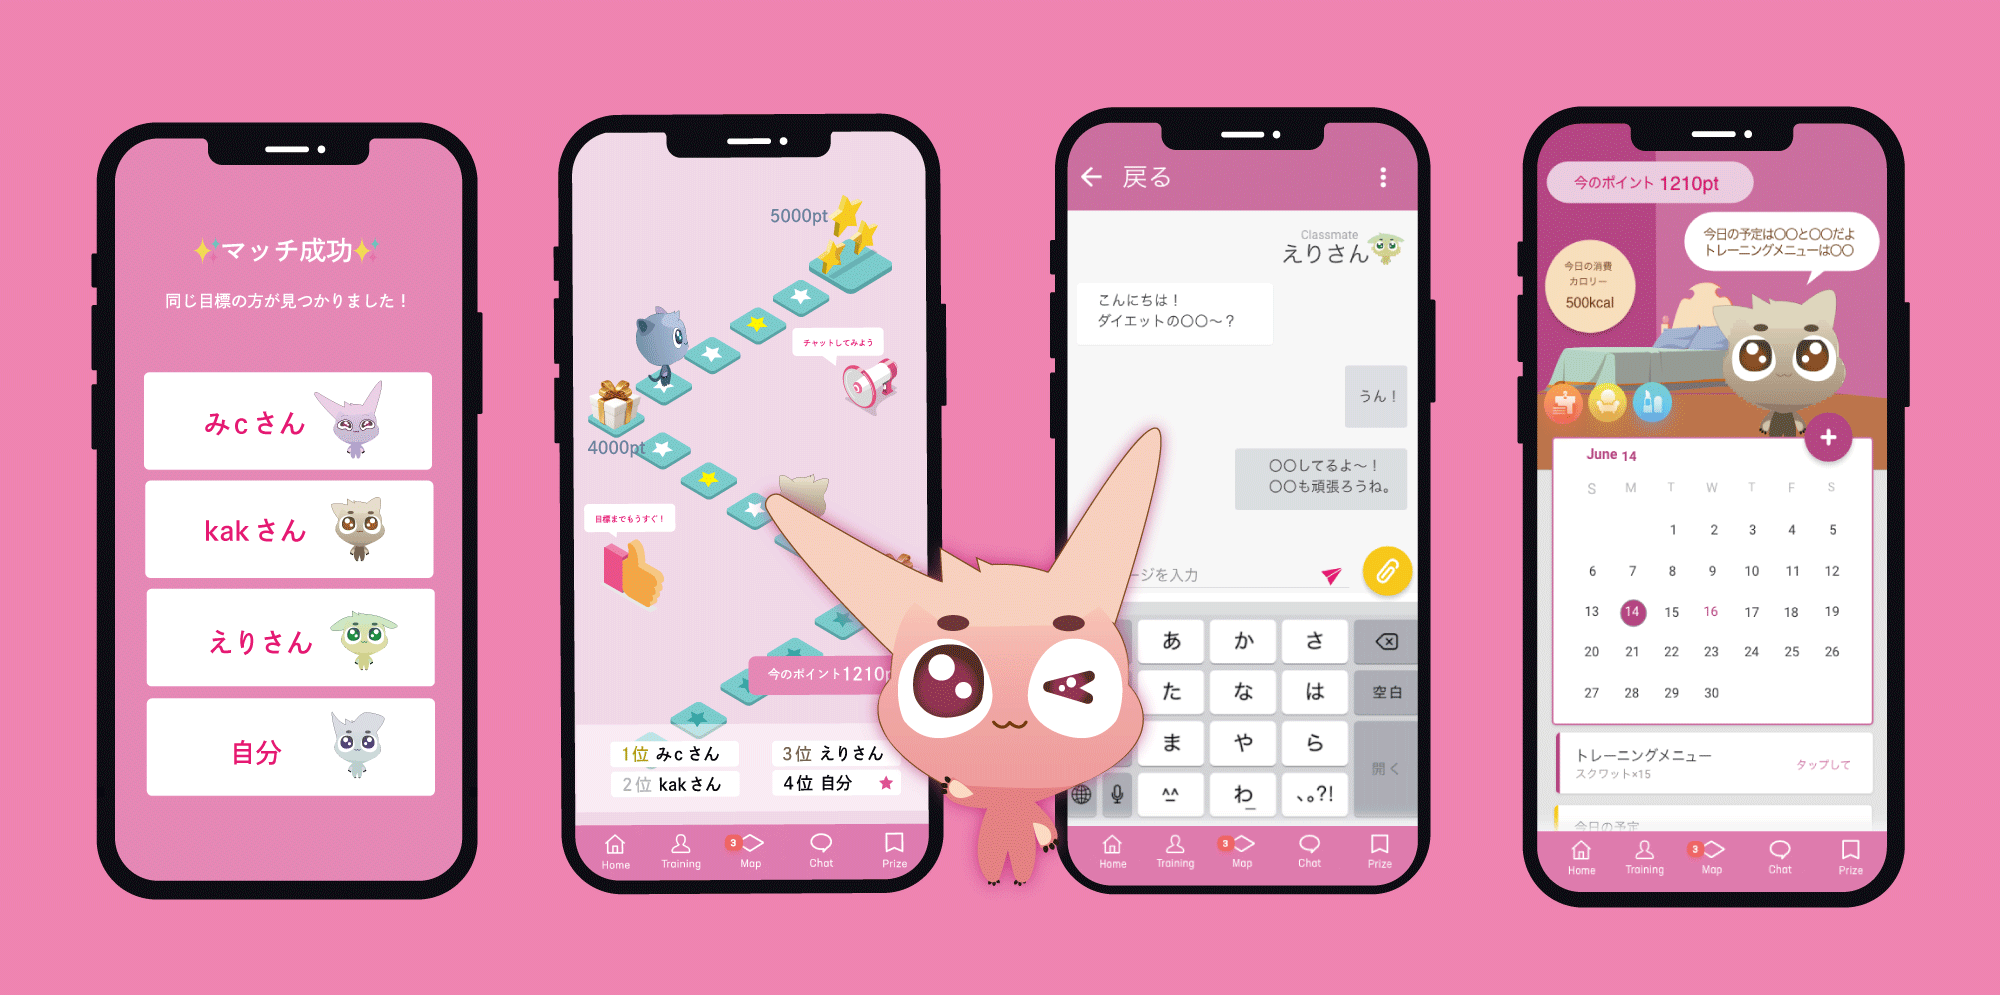 マッチ成功
同じ目標の方が見つかりました！
みcさん
kakさん
えりさん
自分
5000pt
チャットしてみよう
4000pt
目標までもうすぐ！
今のポイント1210p
1位 みcさん
3位 えりさん
2位 kakさん
4位 自分
Home
Training
3
Map
Chat
Prize
戻る
Classmate
えりさん
こんにちは！
ダイエットの〇〇～？
うん！
〇〇してるよ～！
〇〇も頑張ろうね。
ージを入力
あ か さ
た な は 空白
ま や ら
開く
^^ わ 、。?!
Home
Training
3
Map
Chat
Prize
今のポイント 1210pt
今日の予定は〇〇と〇〇だよ
トレーニングメニューは〇〇
今日の消費
カロリー
500kcal
+
June 14
S M T W T F S
1 2 3 4 5
6 7 8 9 10 11 12
13 14 15 16 17 18 19
20 21 22 23 24 25 26
27 28 29 30
トレーニングメニュー
スクワット×15
タップして
今日の予定
Home
Training
3
Map
Chat
Prize